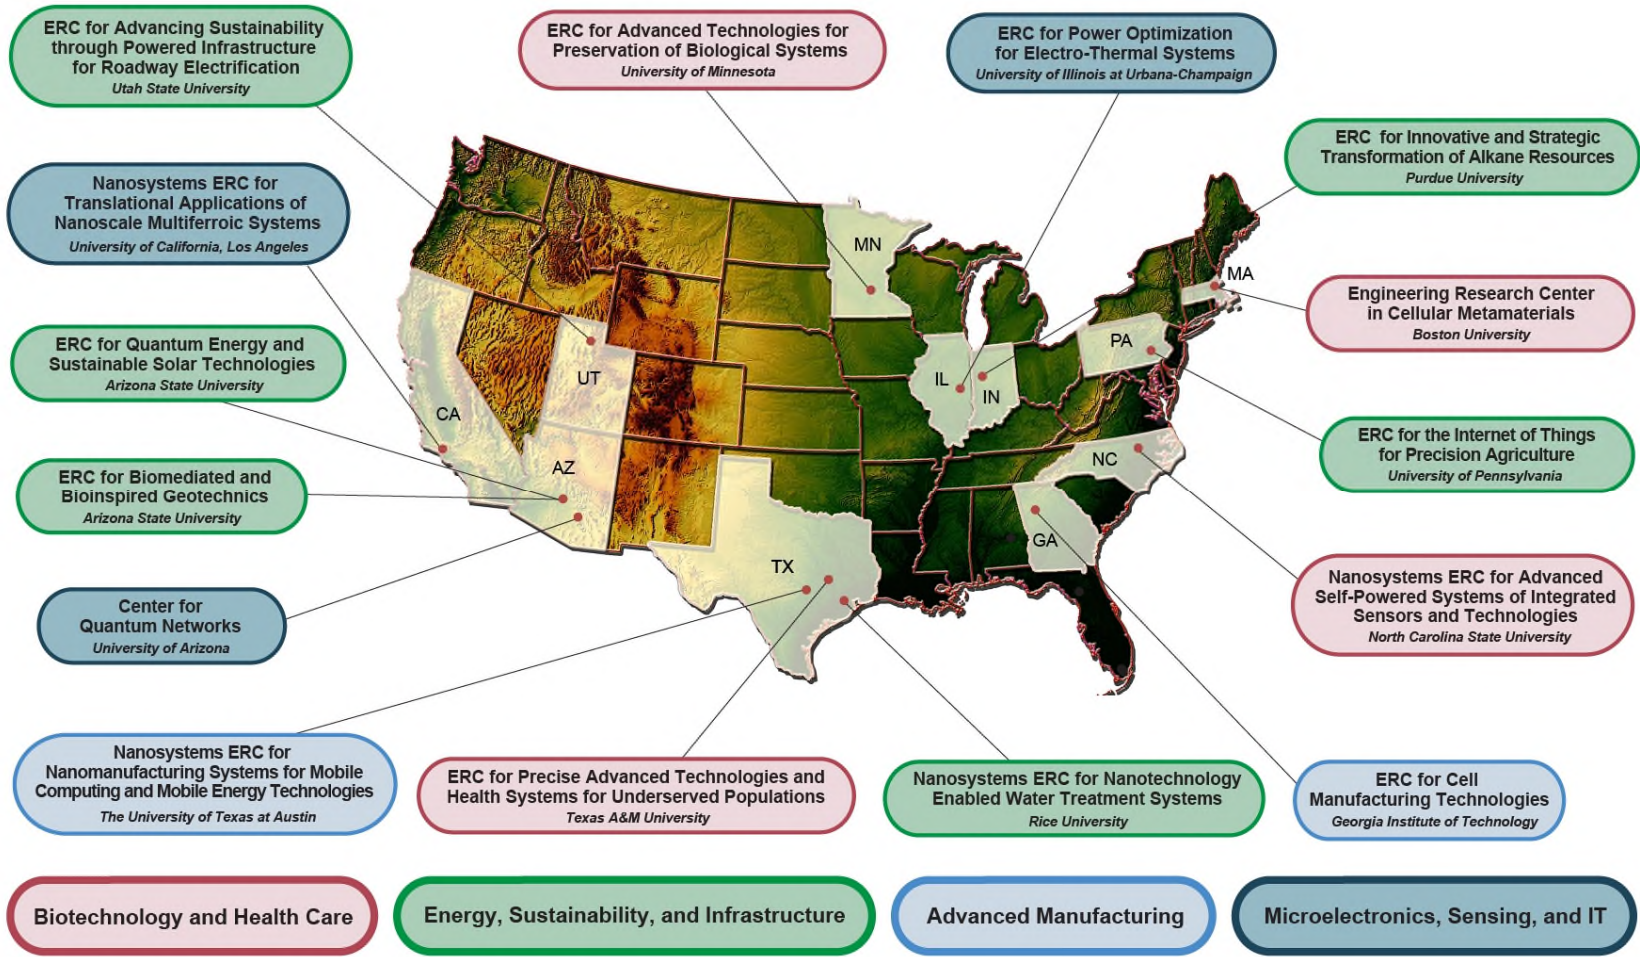 ERC for Advancing Sustainability
through Powered Infrastructure
for Roadway Electrification
Utah State University
ERC for Advanced Technologies for
Preservation of Biological Systems
University of Minnesota
ERC for Power Optimization
for Electro-Thermal Systems
University of Illinois at Urbana-Champaign
ERC for Innovative and Strategic
Transformation of Alkane Resources
Purdue University
Nanosystems ERC for
Translational Applications of
Nanoscale Multiferroic Systems
University of California, Los Angeles
Engineering Research Center
in Cellular Metamaterials
Boston University
ERC for Quantum Energy and
Sustainable Solar Technologies
Arizona State University
ERC for the Internet of Things
for Precision Agriculture
University of Pennsylvania
ERC for Biomediated and
Bioinspired Geotechnics
Arizona State University
Center for
Quantum Networks
University of Arizona
Nanosystems ERC for Advanced
Self-Powered Systems of Integrated
Sensors and Technologies
North Carolina State University
MN
MA
PA
UT
IL
IN
CA
AZ
NC
GA
TX
Nanosystems ERC for
Nanomanufacturing Systems for Mobile
Computing and Mobile Energy Technologies
The University of Texas at Austin
ERC for Precise Advanced Technologies and
Health Systems for Underserved Populations
Texas A&M University
Nanosystems ERC for Nanotechnology
Enabled Water Treatment Systems
Rice University
ERC for Cell
Manufacturing Technologies
Georgia Institute of Technology
Biotechnology and Health Care
Energy, Sustainability, and Infrastructure
Advanced Manufacturing
Microelectronics, Sensing, and IT